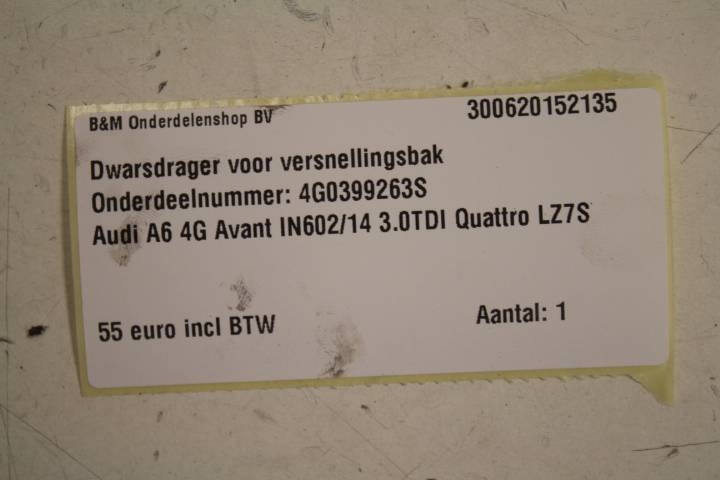 B&M Onderdelenshop BV
300620152135
Dwarsdrager voor versnellingsbak
Onderdeelnummer: 4G0399263S
Audi A6 4G Avant IN602/14 3.0TDI Quattro LZ7S
55 euro incl BTW
Aantal: 1